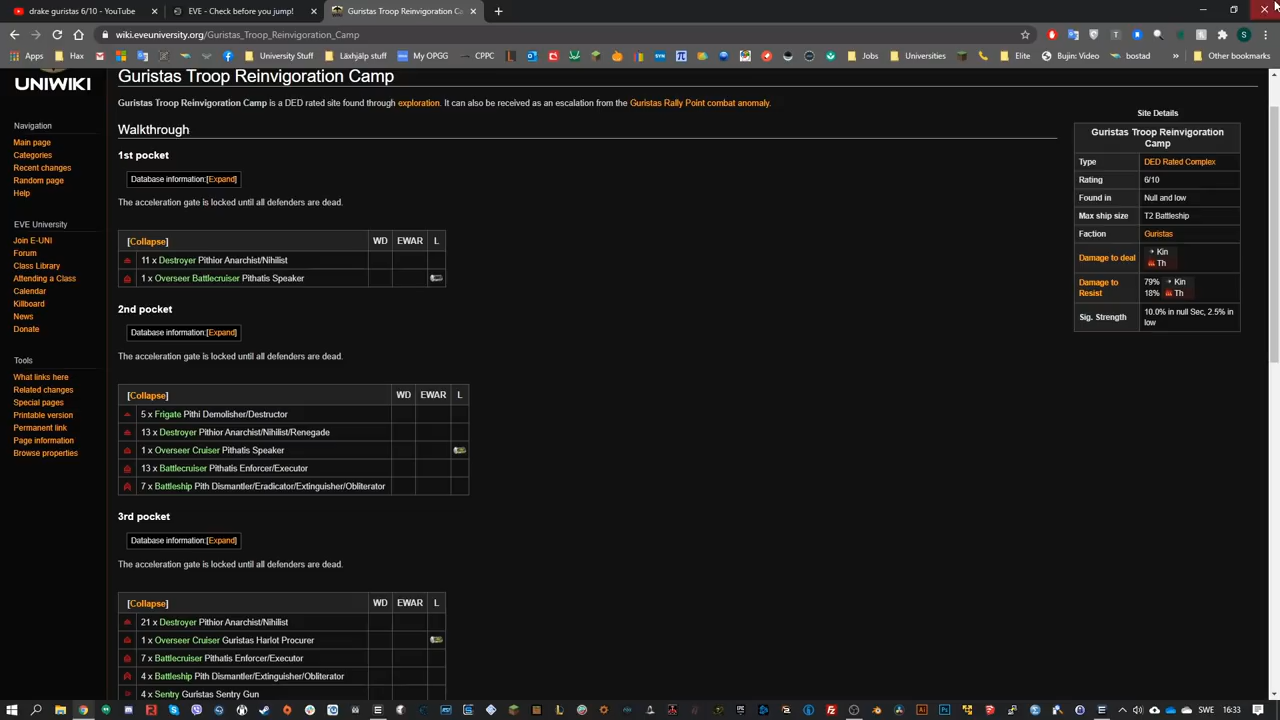 drake guristas 6/10 - YouTube
EVE - Check before you jump!
Guristas Troop Reinvigoration Ca
wiki.eveuniversity.org/Guristas_Troop_Reinvigoration_Camp
Apps
Hax
University Stuff
Läxhjälp stuff
My OPGG
CPPC
Jobs
Universities
Elite
Bujin: Video
bostad
Other bookmarks
UNIWIKI
Guristas Troop Reinvigoration Camp
Guristas Troop Reinvigoration Camp is a DED rated site found through exploration. It can also be received as an escalation from the Guristas Rally Point combat anomaly.
Walkthrough
1st pocket
Database information:[Expand]
The acceleration gate is locked until all defenders are dead.
[Collapse] WD EWAR L
11 x Destroyer Pithior Anarchist/Nihilist
1 x Overseer Battlecruiser Pithatis Speaker
2nd pocket
Database information:[Expand]
The acceleration gate is locked until all defenders are dead.
[Collapse] WD EWAR L
5 x Frigate Pithi Demolisher/Destructor
13 x Destroyer Pithior Anarchist/Nihilist/Renegade
1 x Overseer Cruiser Pithatis Speaker
13 x Battlecruiser Pithatis Enforcer/Executor
7 x Battleship Pith Dismantler/Eradicator/Extinguisher/Obliterator
3rd pocket
Database information:[Expand]
The acceleration gate is locked until all defenders are dead.
[Collapse] WD EWAR L
21 x Destroyer Pithior Anarchist/Nihilist
1 x Overseer Cruiser Guristas Harlot Procurer
7 x Battlecruiser Pithatis Enforcer/Executor
4 x Battleship Pith Dismantler/Extinguisher/Obliterator
4 x Sentry Guristas Sentry Gun
Navigation
Main page
Categories
Recent changes
Random page
Help
EVE University
Join E-UNI
Forum
Class Library
Attending a Class
Calendar
Killboard
News
Donate
Tools
What links here
Related changes
Special pages
Printable version
Permanent link
Page information
Browse properties
Site Details
Guristas Troop Reinvigoration
Camp
Type DED Rated Complex
Rating 6/10
Found in Null and low
Max ship size T2 Battleship
Faction Guristas
Damage to deal Kin
Th
Damage to Resist 79% Kin
18% Th
Sig. Strength 10.0% in null Sec, 2.5% in
low
SWE
16:33